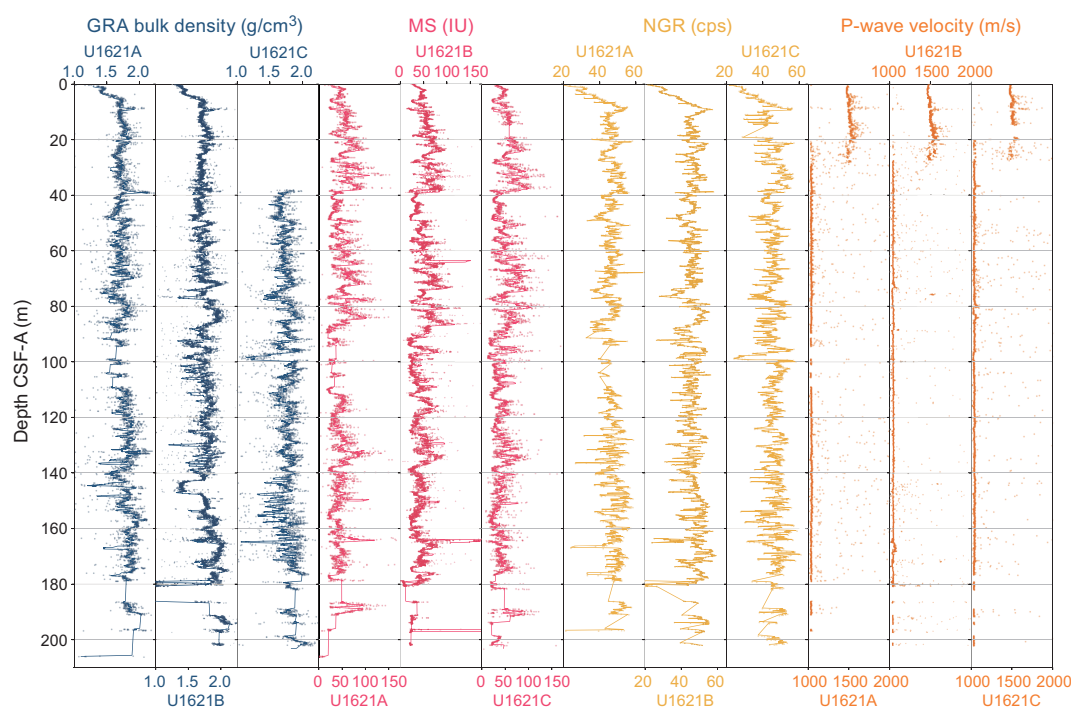 GRA bulk density (g/cm3) MS (IU) NGR (cps) P-wave velocity (m/s)
U1621A U1621C U1621B U1621A U1621C U1621B
1.0 1.5 2.0 1.0 1.5 2.0 0 50 100 150 20 40 60 20 40 60 1000 1500 2000
0
20
40
60
80
100
120
140
160
180
200
Depth CSF-A (m)
1.0 1.5 2.0 0 50 100 150 0 50 100 150 20 40 60 1000 1500 2000 1000 1500 2000
U1621B U1621A U1621C U1621B U1621A U1621C